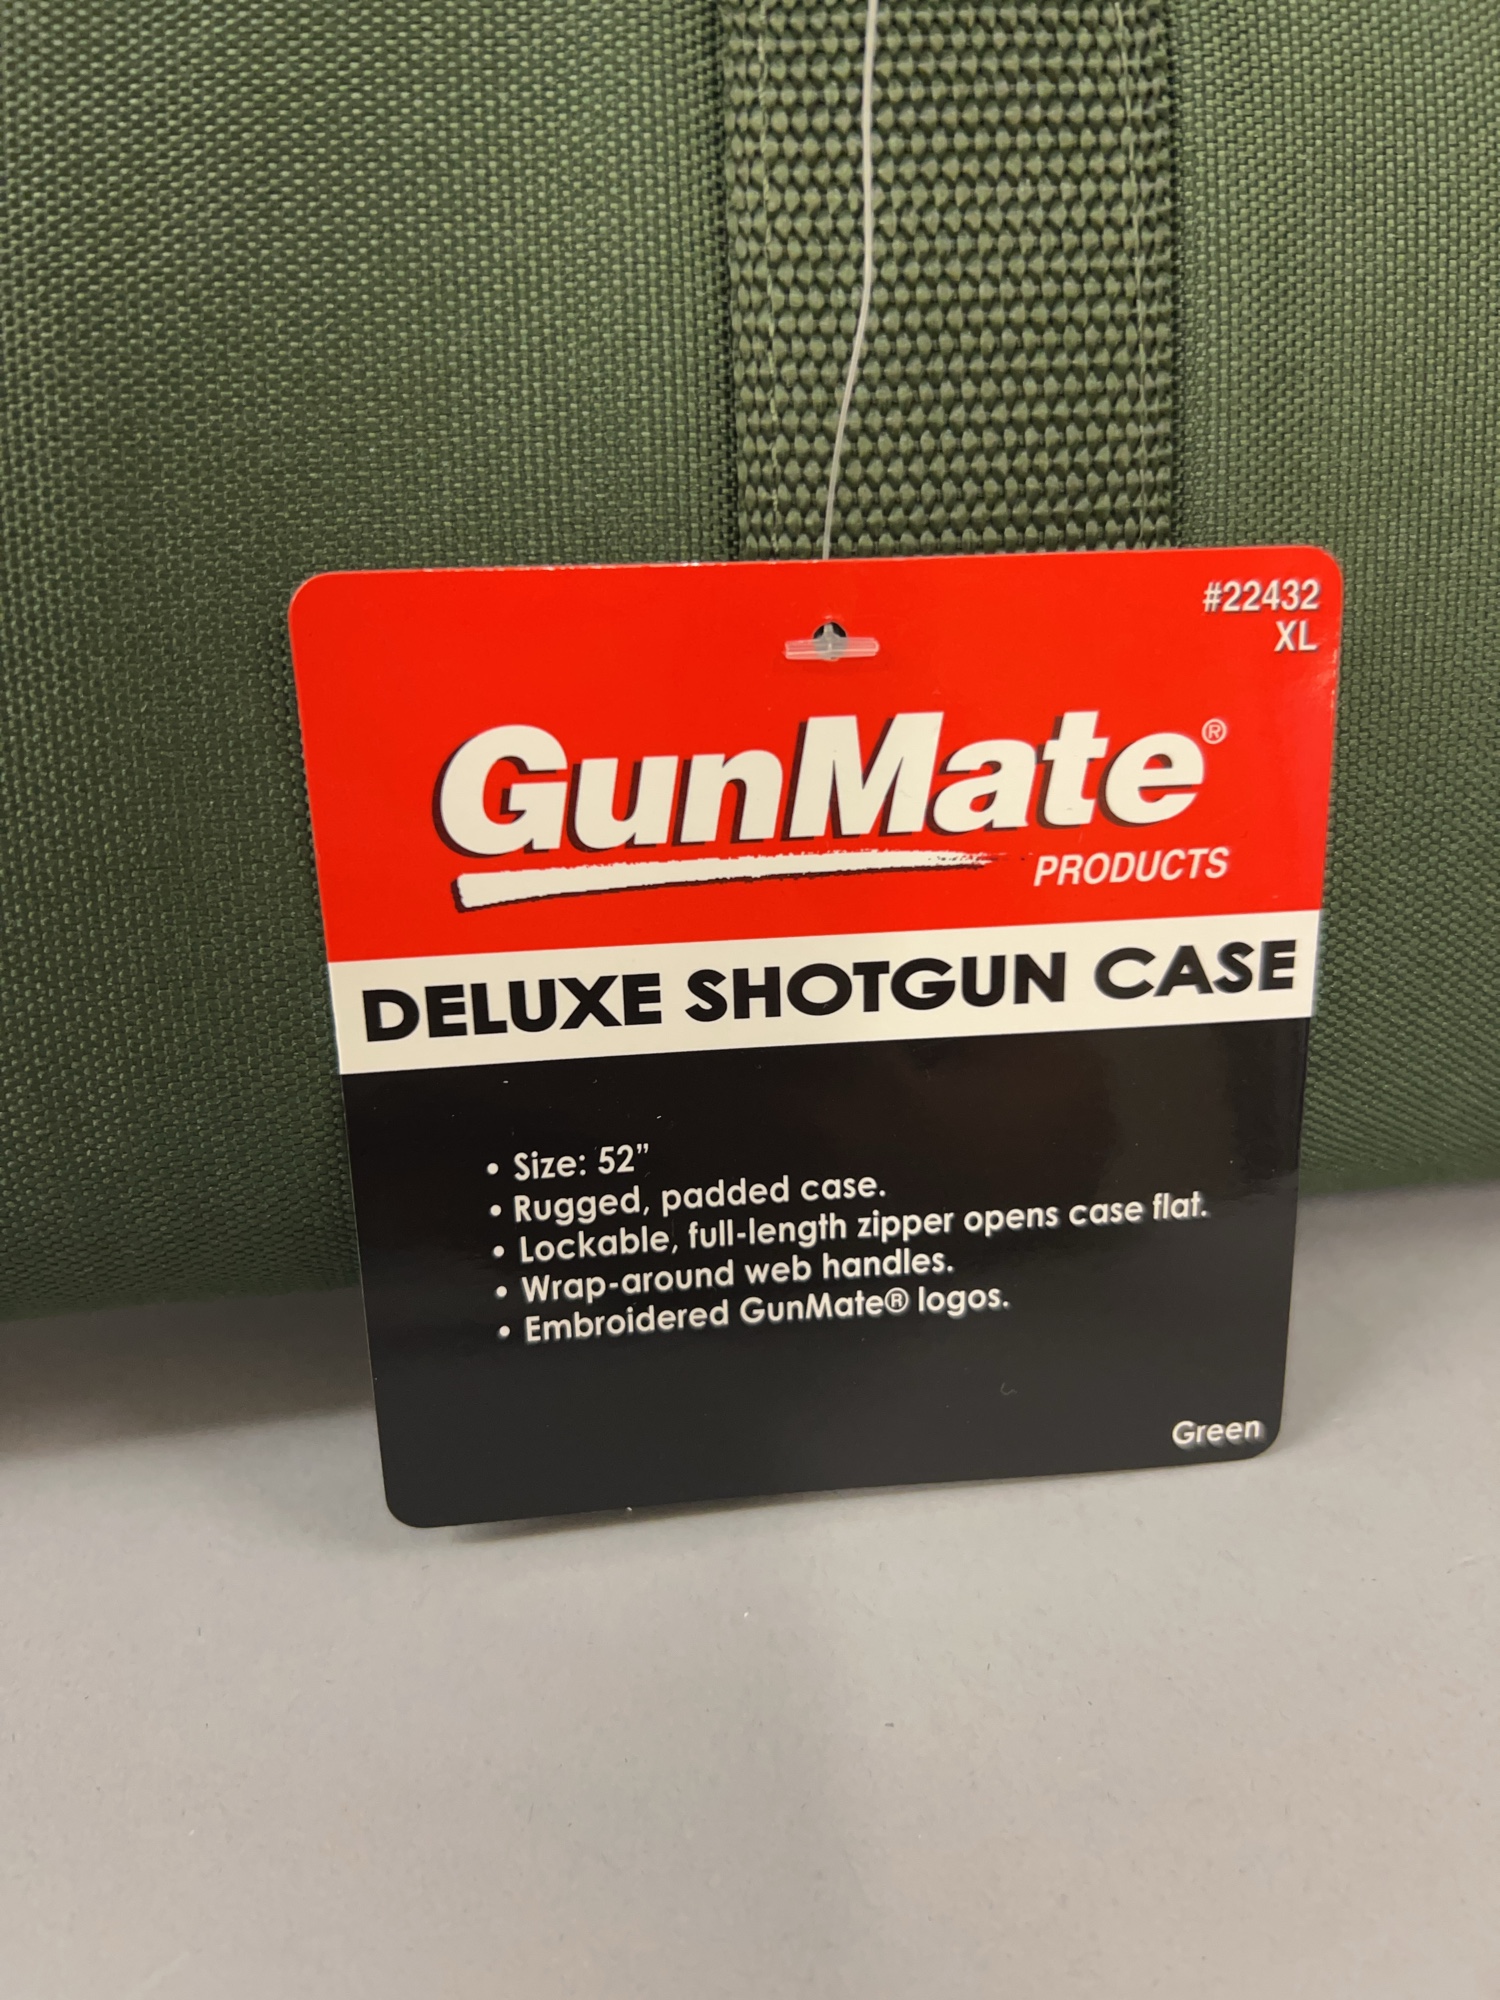 #22432
XL
GunMate®
PRODUCTS
DELUXE SHOTGUN CASE
• Size: 52”
• Rugged, padded case.
• Lockable, full-length zipper opens case flat.
• Wrap-around web handles.
• Embroidered GunMate® logos.
Green